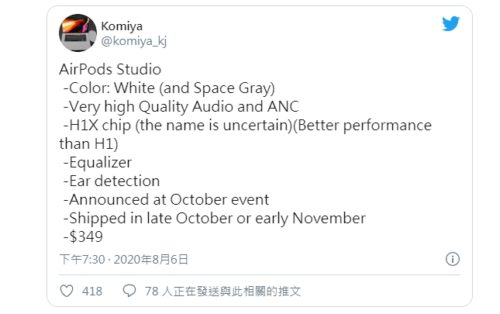 Komiya
@komiya_kj
AirPods Studio
-Color: White (and Space Gray)
-Very high Quality Audio and ANC
-H1X chip (the name is uncertain)(Better performance
than H1)
-Equalizer
-Ear detection
-Announced at October event
-Shipped in late October or early November
-$349
下午7:30 · 2020年8月6日
418 78 人正在發送與此相關的推文